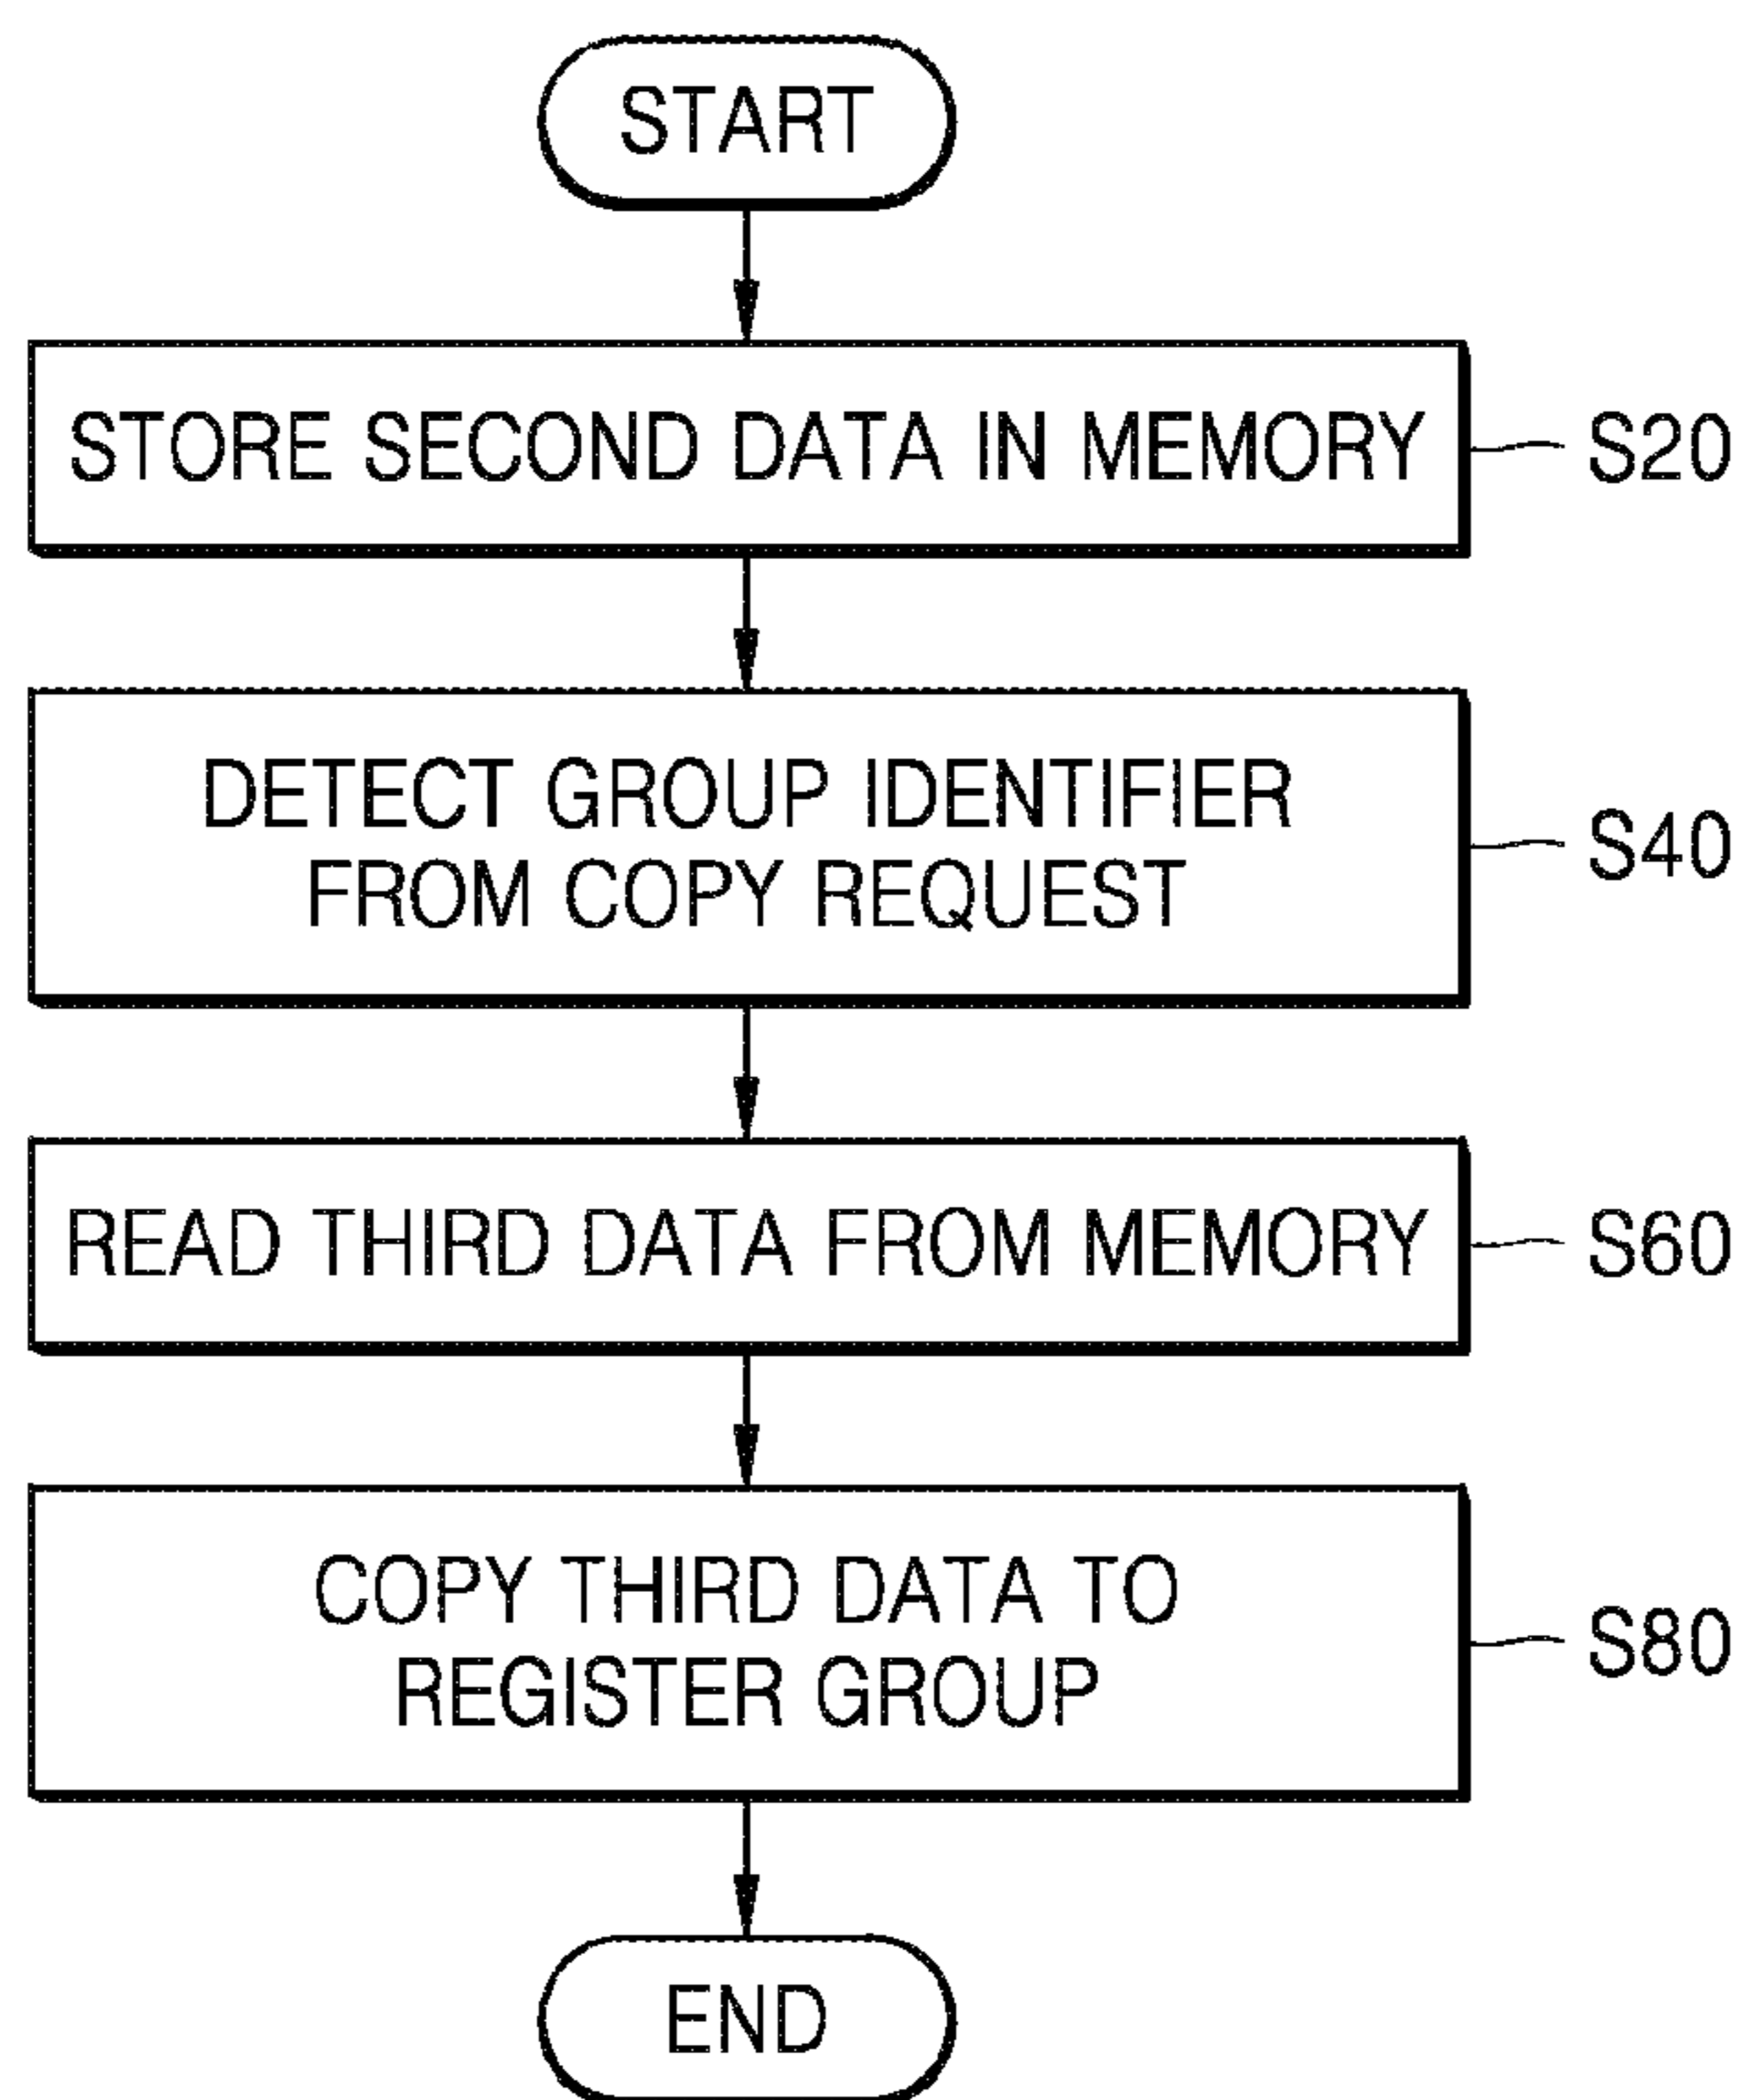 START
STORE SECOND DATA IN MEMORY
S20
DETECT GROUP IDENTIFIER
FROM COPY REQUEST
S40
READ THIRD DATA FROM MEMORY
S60
COPY THIRD DATA TO
REGISTER GROUP
S80
END